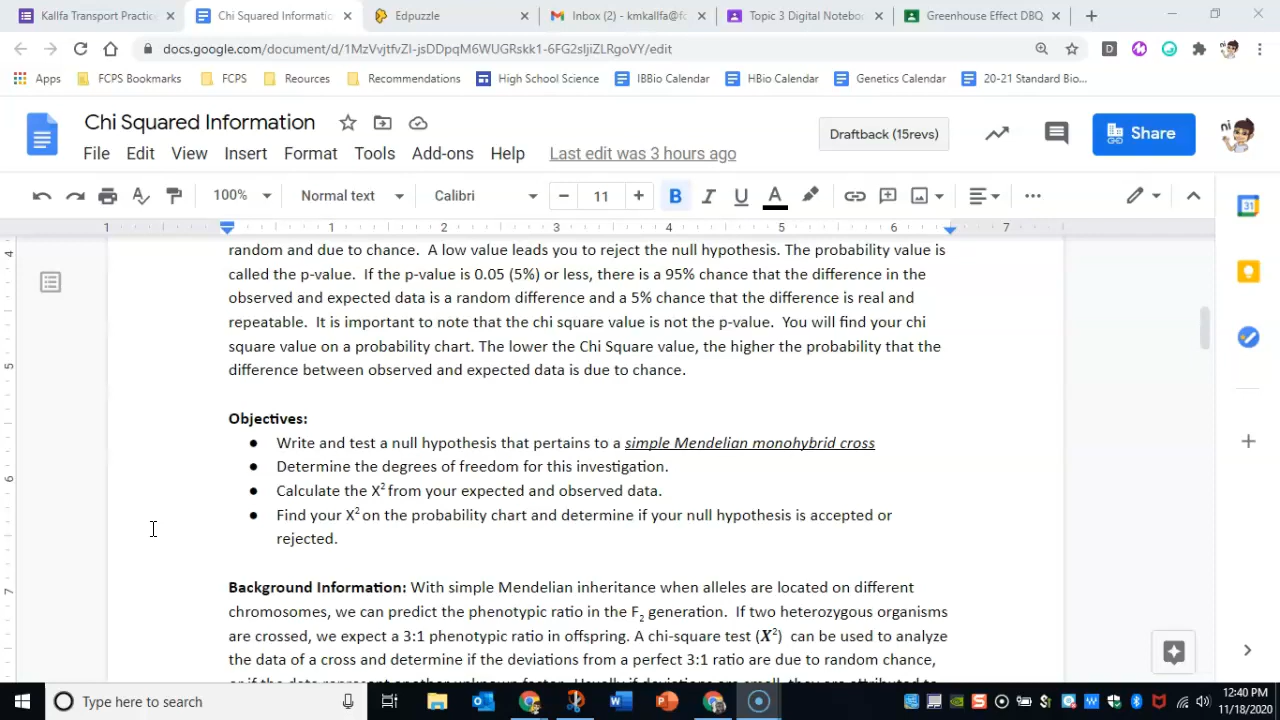 Kallfa Transport Practic
Chi Squared Informatio
Edpuzzle
Inbox (2) - kmkallfa@fc
Topic 3 Digital Notebo
Greenhouse Effect DBQ
docs.google.com/document/d/1MzVvjtfvZI-jsDDpqM6WUGRskk1-6FG2sljiZLRgoVY/edit
Apps
FCPS Bookmarks
FCPS
Reources
Recommendations
High School Science
IBBio Calendar
HBio Calendar
Genetics Calendar
20-21 Standard Bio...
Chi Squared Information
Draftback (15revs)
Share
File Edit View Insert Format Tools Add-ons Help Last edit was 3 hours ago
100% Normal text Calibri 11 B I U A
1 1 2 3 4 5 6 7
random and due to chance. A low value leads you to reject the null hypothesis. The probability value is
called the p-value. If the p-value is 0.05 (5%) or less, there is a 95% chance that the difference in the
observed and expected data is a random difference and a 5% chance that the difference is real and
repeatable. It is important to note that the chi square value is not the p-value. You will find your chi
square value on a probability chart. The lower the Chi Square value, the higher the probability that the
difference between observed and expected data is due to chance.
Objectives:
● Write and test a null hypothesis that pertains to a simple Mendelian monohybrid cross
● Determine the degrees of freedom for this investigation.
● Calculate the X² from your expected and observed data.
● Find your X² on the probability chart and determine if your null hypothesis is accepted or
rejected.
Background Information: With simple Mendelian inheritance when alleles are located on different
chromosomes, we can predict the phenotypic ratio in the F₂ generation. If two heterozygous organisms
are crossed, we expect a 3:1 phenotypic ratio in offspring. A chi-square test (X²) can be used to analyze
the data of a cross and determine if the deviations from a perfect 3:1 ratio are due to random chance,
Type here to search
12:40 PM
11/18/2020